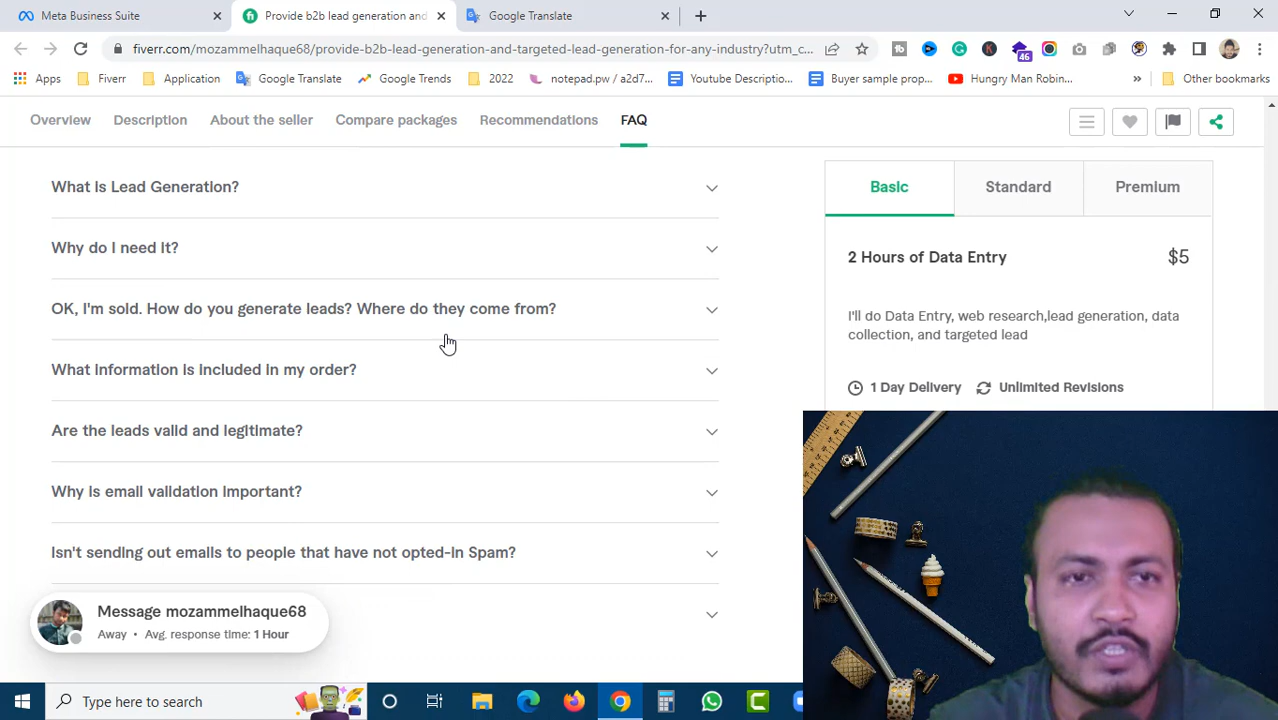 Meta Business Suite
Provide b2b lead generation and
Google Translate
fiverr.com/mozammelhaque68/provide-b2b-lead-generation-and-targeted-lead-generation-for-any-industry?utm_c...
46
Apps
Fiverr
Application
Google Translate
Google Trends
2022
notepad.pw / a2d7...
Youtube Descriptio...
Buyer sample prop...
Hungry Man Robin...
»
Other bookmarks
Overview
Description
About the seller
Compare packages
Recommendations
FAQ
What is Lead Generation?
Why do I need it?
OK, I'm sold. How do you generate leads? Where do they come from?
What information is included in my order?
Are the leads valid and legitimate?
Why is email validation important?
Isn't sending out emails to people that have not opted-in Spam?
Basic
Standard
Premium
2 Hours of Data Entry
$5
I'll do Data Entry, web research,lead generation, data
collection, and targeted lead
1 Day Delivery
Unlimited Revisions
Message mozammelhaque68
Away • Avg. response time: 1 Hour
Type here to search